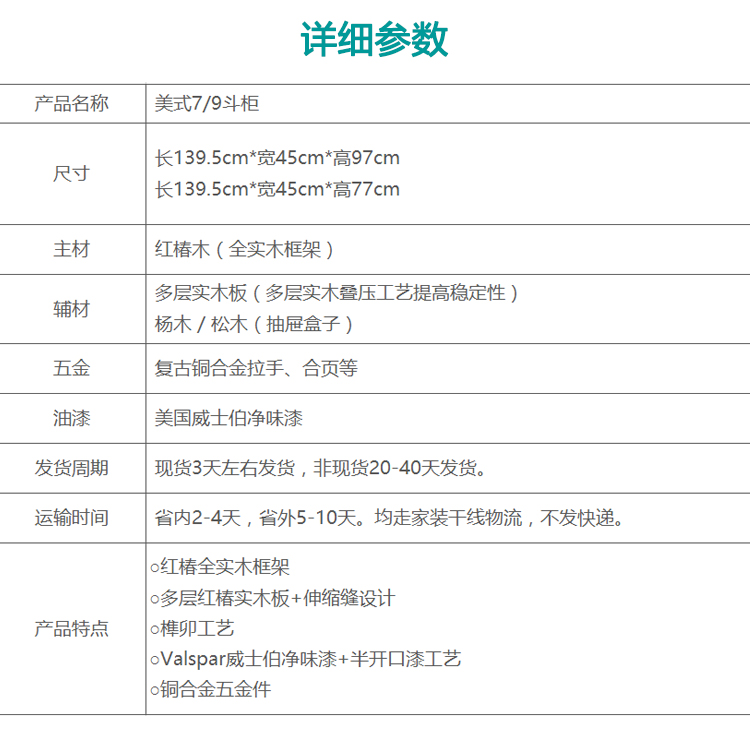 详细参数
产品名称 美式7/9斗柜
尺寸
长139.5cm*宽45cm*高97cm
长139.5cm*宽45cm*高77cm
主材 红椿木（全实木框架）
辅材
多层实木板（多层实木叠压工艺提高稳定性）
杨木 / 松木（抽屉盒子）
五金 复古铜合金拉手、合页等
油漆 美国威士伯净味漆
发货周期 现货3天左右发货，非现货20-40天发货。
运输时间 省内2-4天，省外5-10天。均走家装干线物流，不发快递。
产品特点
○红椿全实木框架
○多层红椿实木板+伸缩缝设计
○榫卯工艺
○Valspar威士伯净味漆+半开口漆工艺
○铜合金五金件